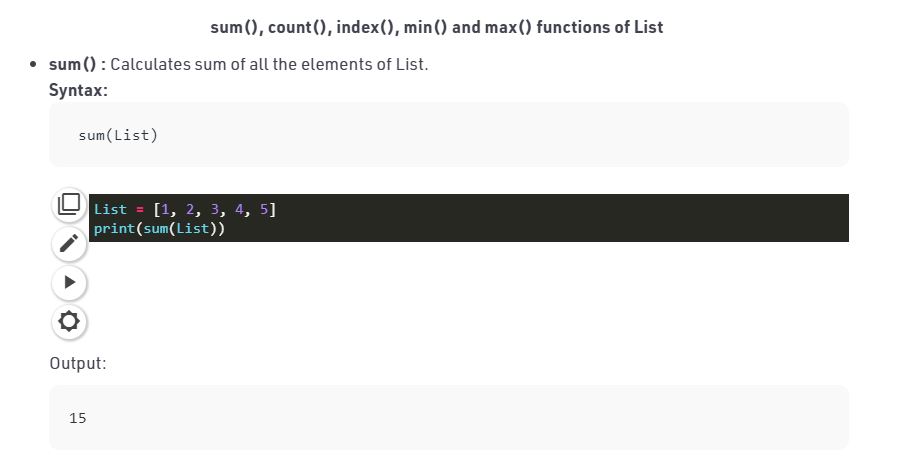 sum(), count(), index(), min() and max() functions of List
• sum() : Calculates sum of all the elements of List.
Syntax:
sum(List)
List = [1, 2, 3, 4, 5]
print(sum(List))
Output:
15